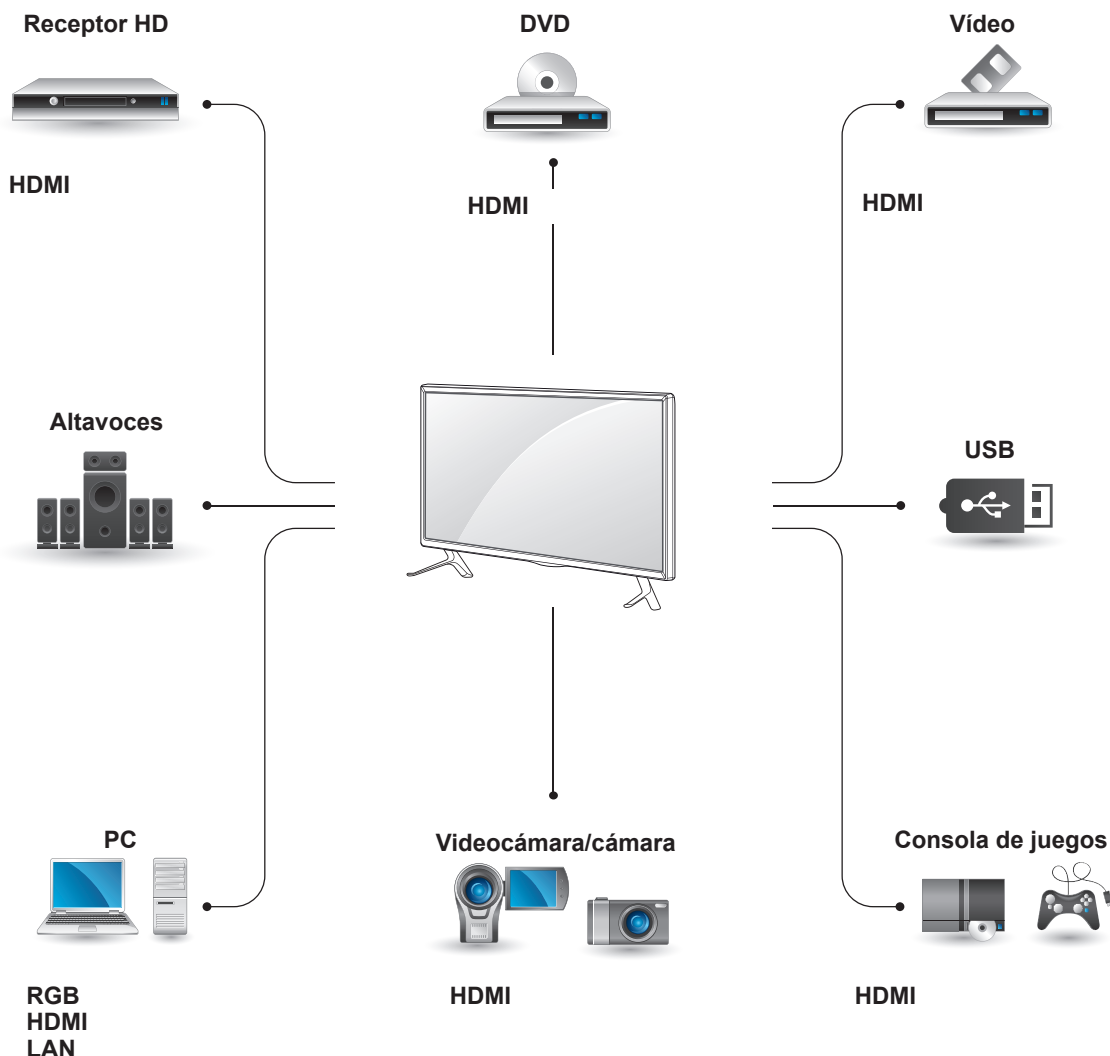 Receptor HD
HDMI
DVD
HDMI
Vídeo
HDMI
Altavoces
USB
PC
RGB
HDMI
LAN
Videocámara/cámara
HDMI
Consola de juegos
HDMI